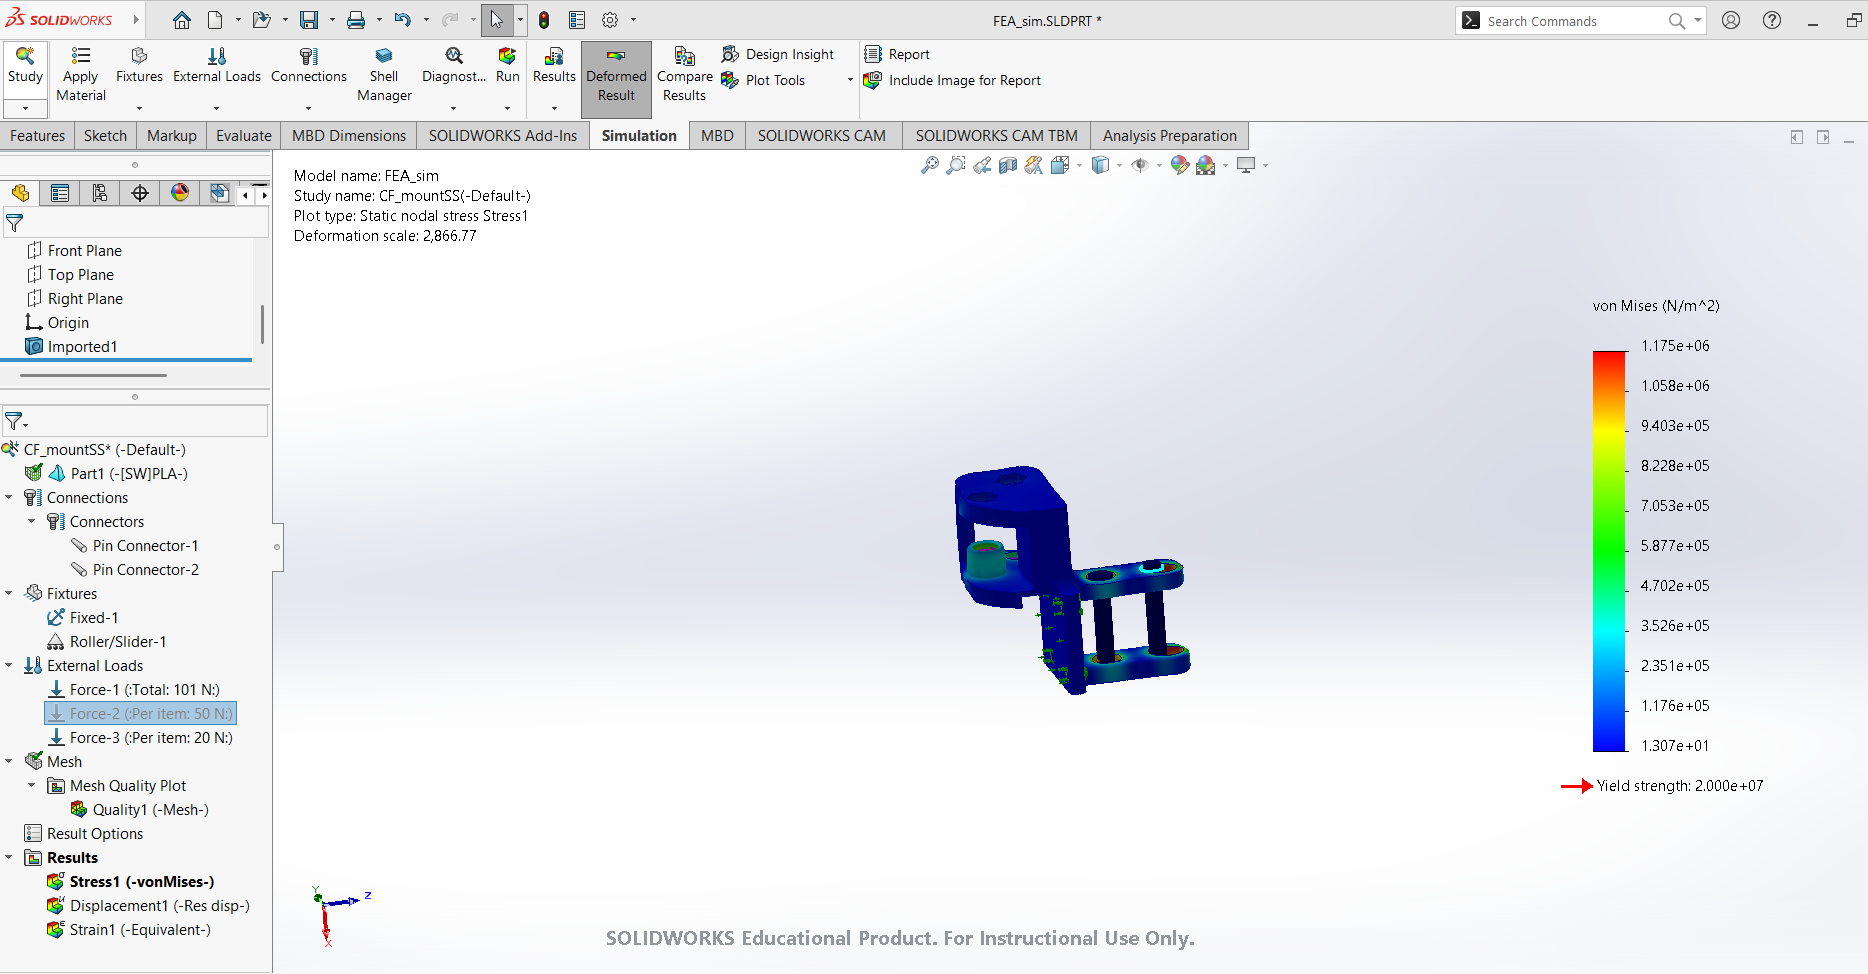 SOLIDWORKS
FEA_sim.SLDPRT *
Search Commands
Study
Apply Material
Fixtures
External Loads
Connections
Shell Manager
Diagnost...
Run
Results
Deformed Result
Compare Results
Design Insight
Plot Tools
Report
Include Image for Report
Features
Sketch
Markup
Evaluate
MBD Dimensions
SOLIDWORKS Add-Ins
Simulation
MBD
SOLIDWORKS CAM
SOLIDWORKS CAM TBM
Analysis Preparation
Front Plane
Top Plane
Right Plane
Origin
Imported1
CF_mountSS* (-Default-)
Part1 (-[SW]PLA-)
Connections
Connectors
Pin Connector-1
Pin Connector-2
Fixtures
Fixed-1
Roller/Slider-1
External Loads
Force-1 (:Total: 101 N:)
Force-2 (:Per item: 50 N:)
Force-3 (:Per item: 20 N:)
Mesh
Mesh Quality Plot
Quality1 (-Mesh-)
Result Options
Results
Stress1 (-vonMises-)
Displacement1 (-Res disp-)
Strain1 (-Equivalent-)
Model name: FEA_sim
Study name: CF_mountSS(-Default-)
Plot type: Static nodal stress Stress1
Deformation scale: 2,866.77
von Mises (N/m^2)
1.175e+06
1.058e+06
9.403e+05
8.228e+05
7.053e+05
5.877e+05
4.702e+05
3.526e+05
2.351e+05
1.176e+05
1.307e+01
Yield strength: 2.000e+07
Y
Z
X
SOLIDWORKS Educational Product. For Instructional Use Only.